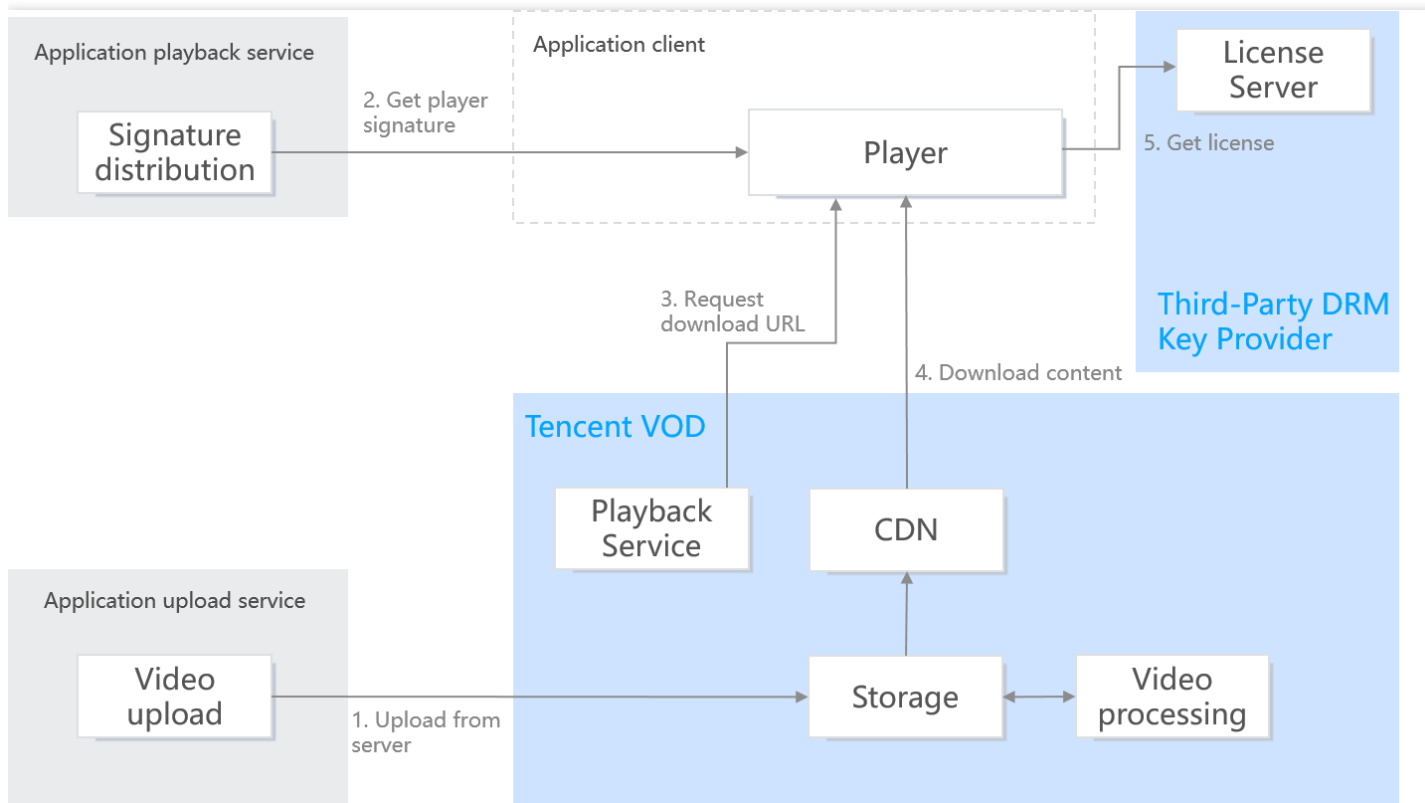 Application playback service
Signature
distribution
2. Get player
signature
Application client
Player
License
Server
5. Get license
Third-Party DRM
Key Provider
3. Request
download URL
4. Download content
Tencent VOD
Playback
Service
CDN
Application upload service
Video
upload
1. Upload from
server
Storage
Video
processing